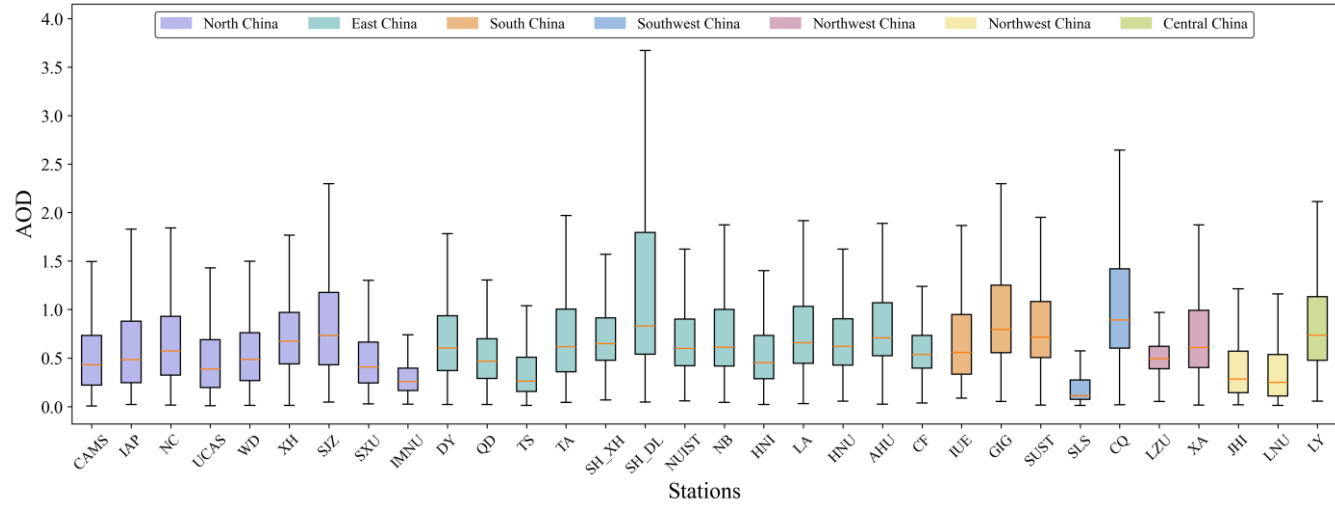 North China East China South China Southwest China Northwest China Northwest China Central China
4.0
3.5
3.0
2.5
2.0
1.5
1.0
0.5
0.0
AOD
CAMS IAP NC UCAS WD XH SJZ SXU IMNU DY QD TS TA SH_XH SH_DL NUIST NB HNI LA HNU AHU CF IUE GIG SUST SLS CQ LZU XA JHI LNU LY
Stations